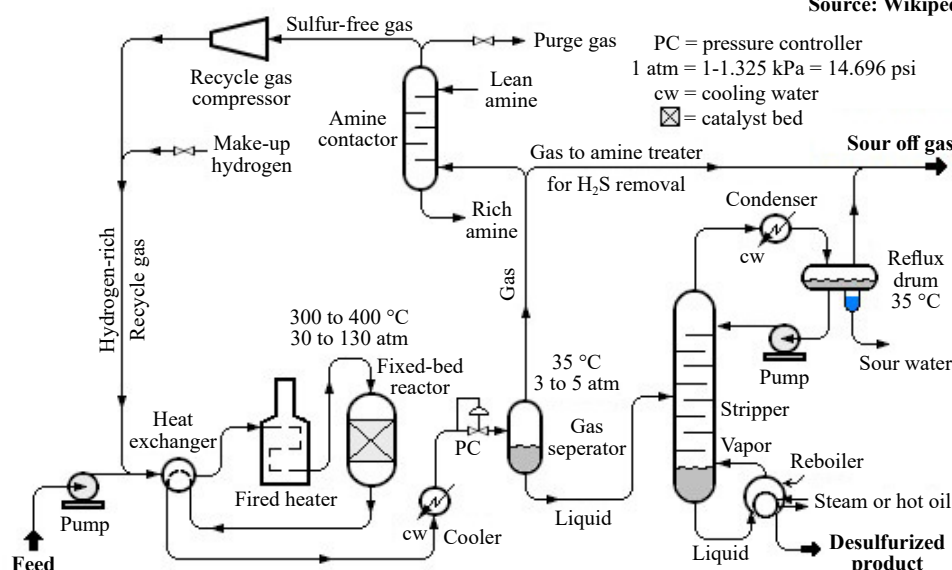 Source: Wikiped
Sulfur-free gas
Purge gas
PC = pressure controller
1 atm = 1-1.325 kPa = 14.696 psi
cw = cooling water
= catalyst bed
Recycle gas
compressor
Lean
amine
Amine
contactor
Make-up
hydrogen
Gas to amine treater
for H₂S removal
Sour off gas
Rich
amine
Condenser
cw
Reflux
drum
35 °C
Hydrogen-rich
Recycle gas
Gas
300 to 400 °C
30 to 130 atm
Fixed-bed
reactor
35 °C
3 to 5 atm
Pump
Sour water
Heat
exchanger
PC
Gas
seperator
Stripper
Vapor
Reboiler
Fired heater
Steam or hot oil
Pump
cw
Cooler
Liquid
Liquid
Desulfurized
product
Feed